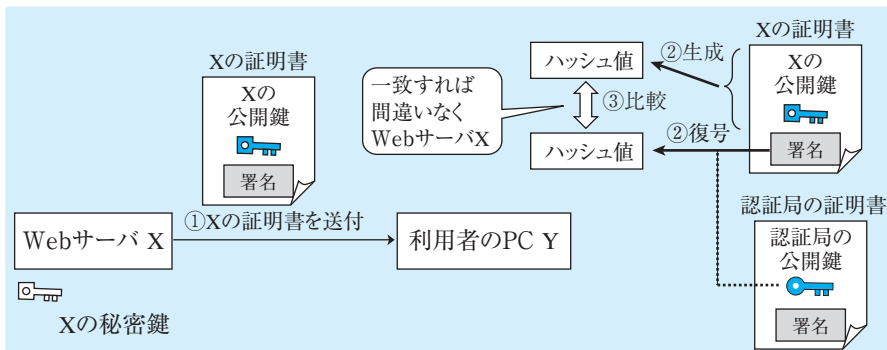 Xの証明書
Xの
公開鍵
署名
Webサーバ X
①Xの証明書を送付
利用者のPC Y
Xの秘密鍵
一致すれば
間違いなく
WebサーバX
ハッシュ値
③比較
ハッシュ値
②生成
②復号
Xの証明書
Xの
公開鍵
署名
認証局の証明書
認証局の
公開鍵
署名